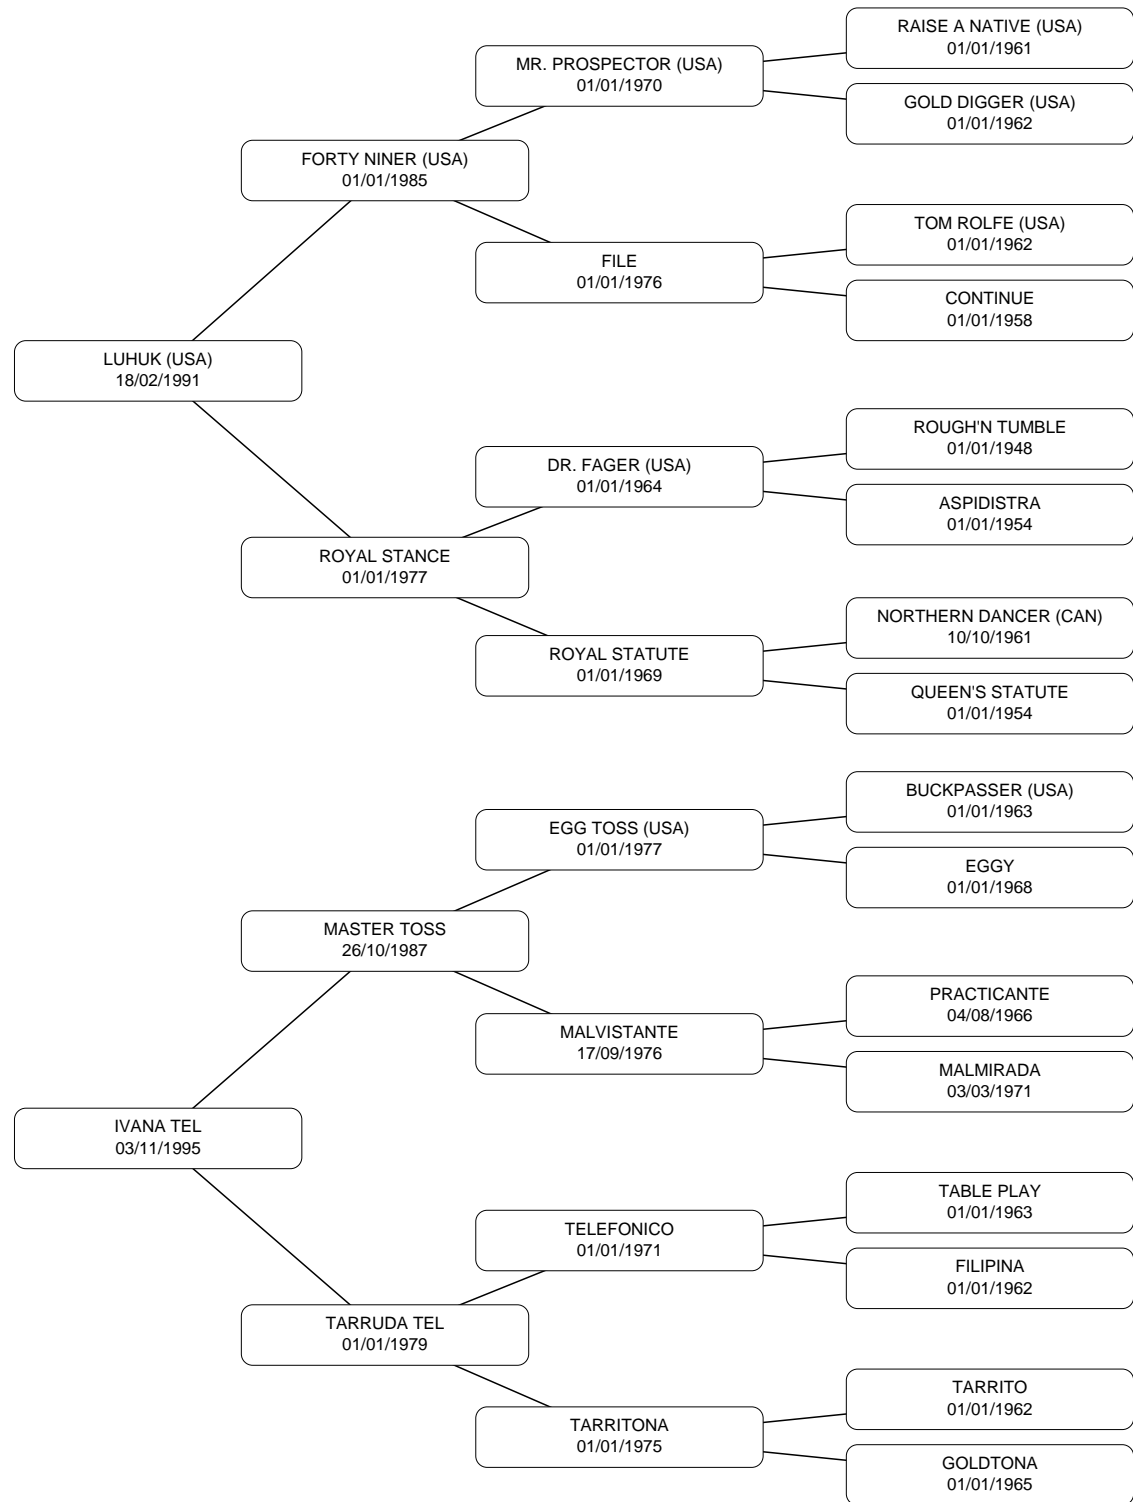 RAISE A NATIVE (USA)
01/01/1961
MR. PROSPECTOR (USA)
01/01/1970
GOLD DIGGER (USA)
01/01/1962
FORTY NINER (USA)
01/01/1985
TOM ROLFE (USA)
01/01/1962
FILE
01/01/1976
CONTINUE
01/01/1958
LUHUK (USA)
18/02/1991
ROUGH'N TUMBLE
01/01/1948
DR. FAGER (USA)
01/01/1964
ASPIDISTRA
01/01/1954
ROYAL STANCE
01/01/1977
NORTHERN DANCER (CAN)
10/10/1961
ROYAL STATUTE
01/01/1969
QUEEN'S STATUTE
01/01/1954
BUCKPASSER (USA)
01/01/1963
EGG TOSS (USA)
01/01/1977
EGGY
01/01/1968
MASTER TOSS
26/10/1987
PRACTICANTE
04/08/1966
MALVISTANTE
17/09/1976
MALMIRADA
03/03/1971
IVANA TEL
03/11/1995
TABLE PLAY
01/01/1963
TELEFONICO
01/01/1971
FILIPINA
01/01/1962
TARRUDA TEL
01/01/1979
TARRITO
01/01/1962
TARRITONA
01/01/1975
GOLDTONA
01/01/1965